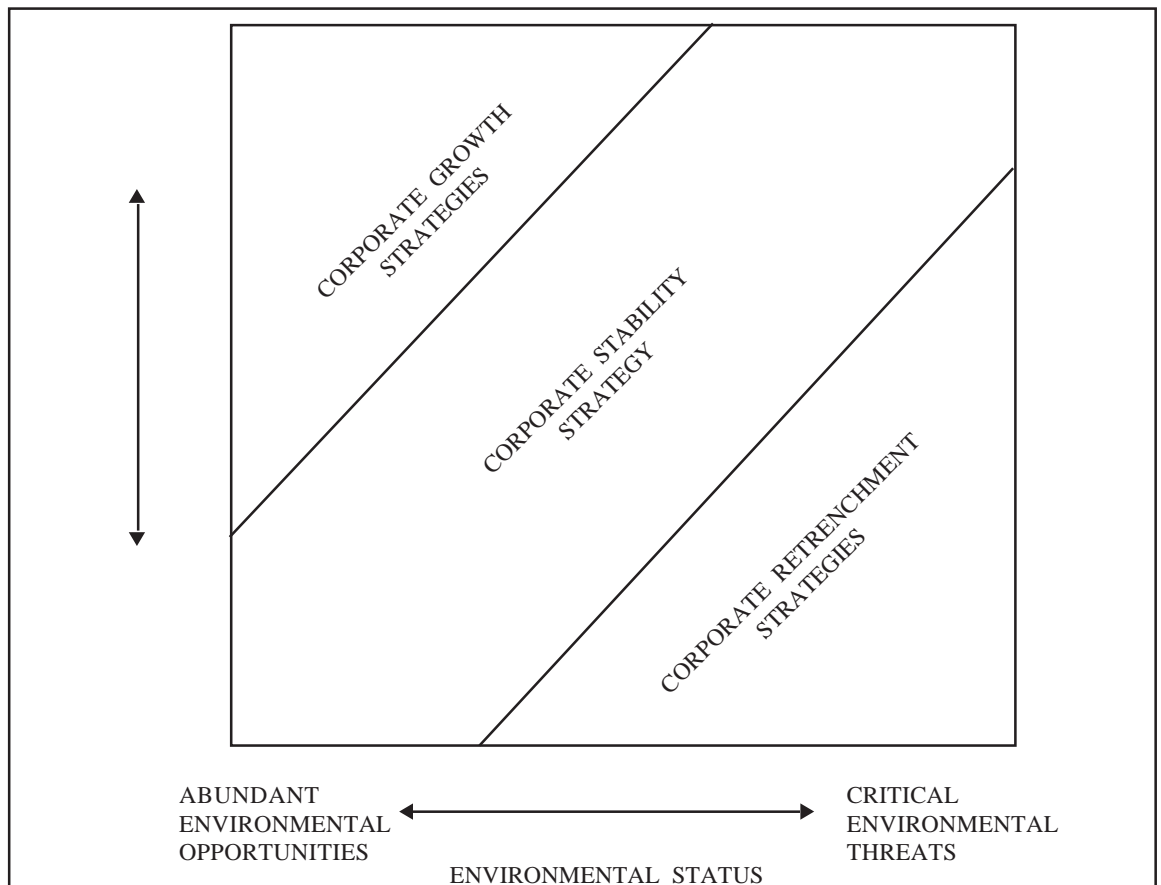 CORPORATE GROWTH
STRATEGIES
CORPORATE STABILITY
STRATEGY
CORPORATE RETRENCHMENT
STRATEGIES
ABUNDANT
ENVIRONMENTAL
OPPORTUNITIES
CRITICAL
ENVIRONMENTAL
THREATS
ENVIRONMENTAL STATUS